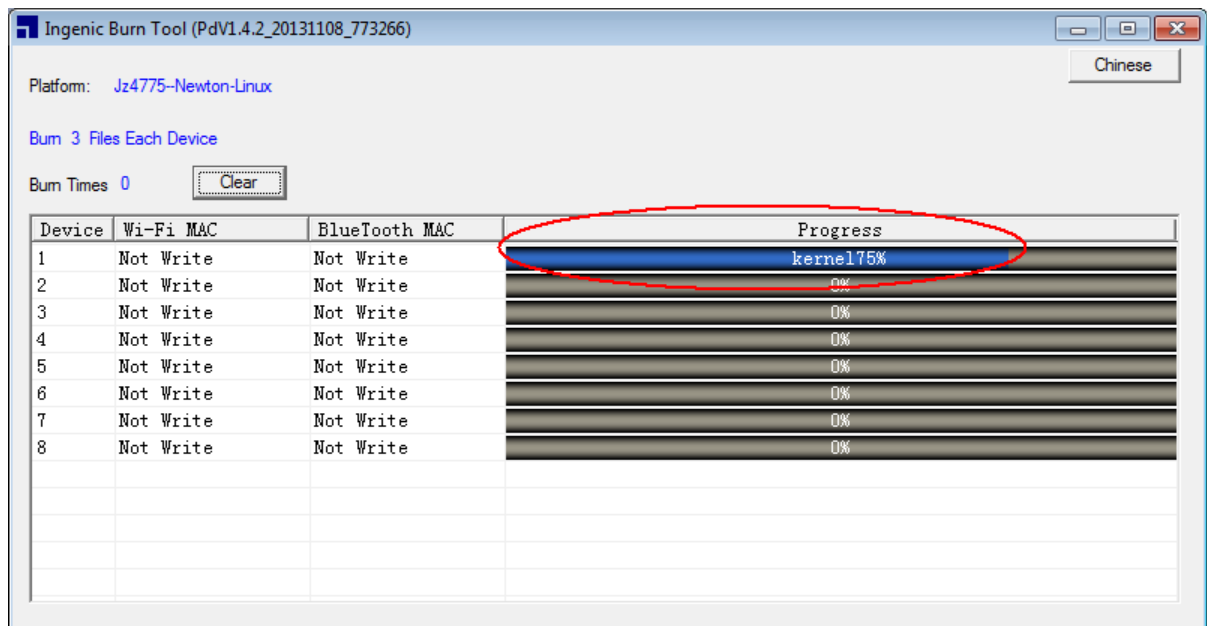 Ingenic Burn Tool (PdV1.4.2_20131108_773266)
Chinese
Platform: Jz4775--Newton-Linux
Burn 3 Files Each Device
Burn Times 0 Clear
Device Wi-Fi MAC BlueTooth MAC Progress
1 Not Write Not Write kernel75%
2 Not Write Not Write 0%
3 Not Write Not Write 0%
4 Not Write Not Write 0%
5 Not Write Not Write 0%
6 Not Write Not Write 0%
7 Not Write Not Write 0%
8 Not Write Not Write 0%